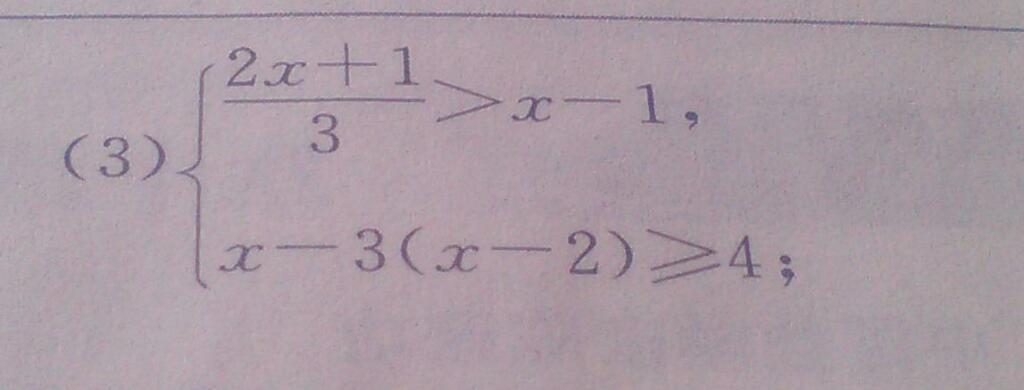 (3) { (2x+1)/3 > x-1,
x-3(x-2)⩾4;